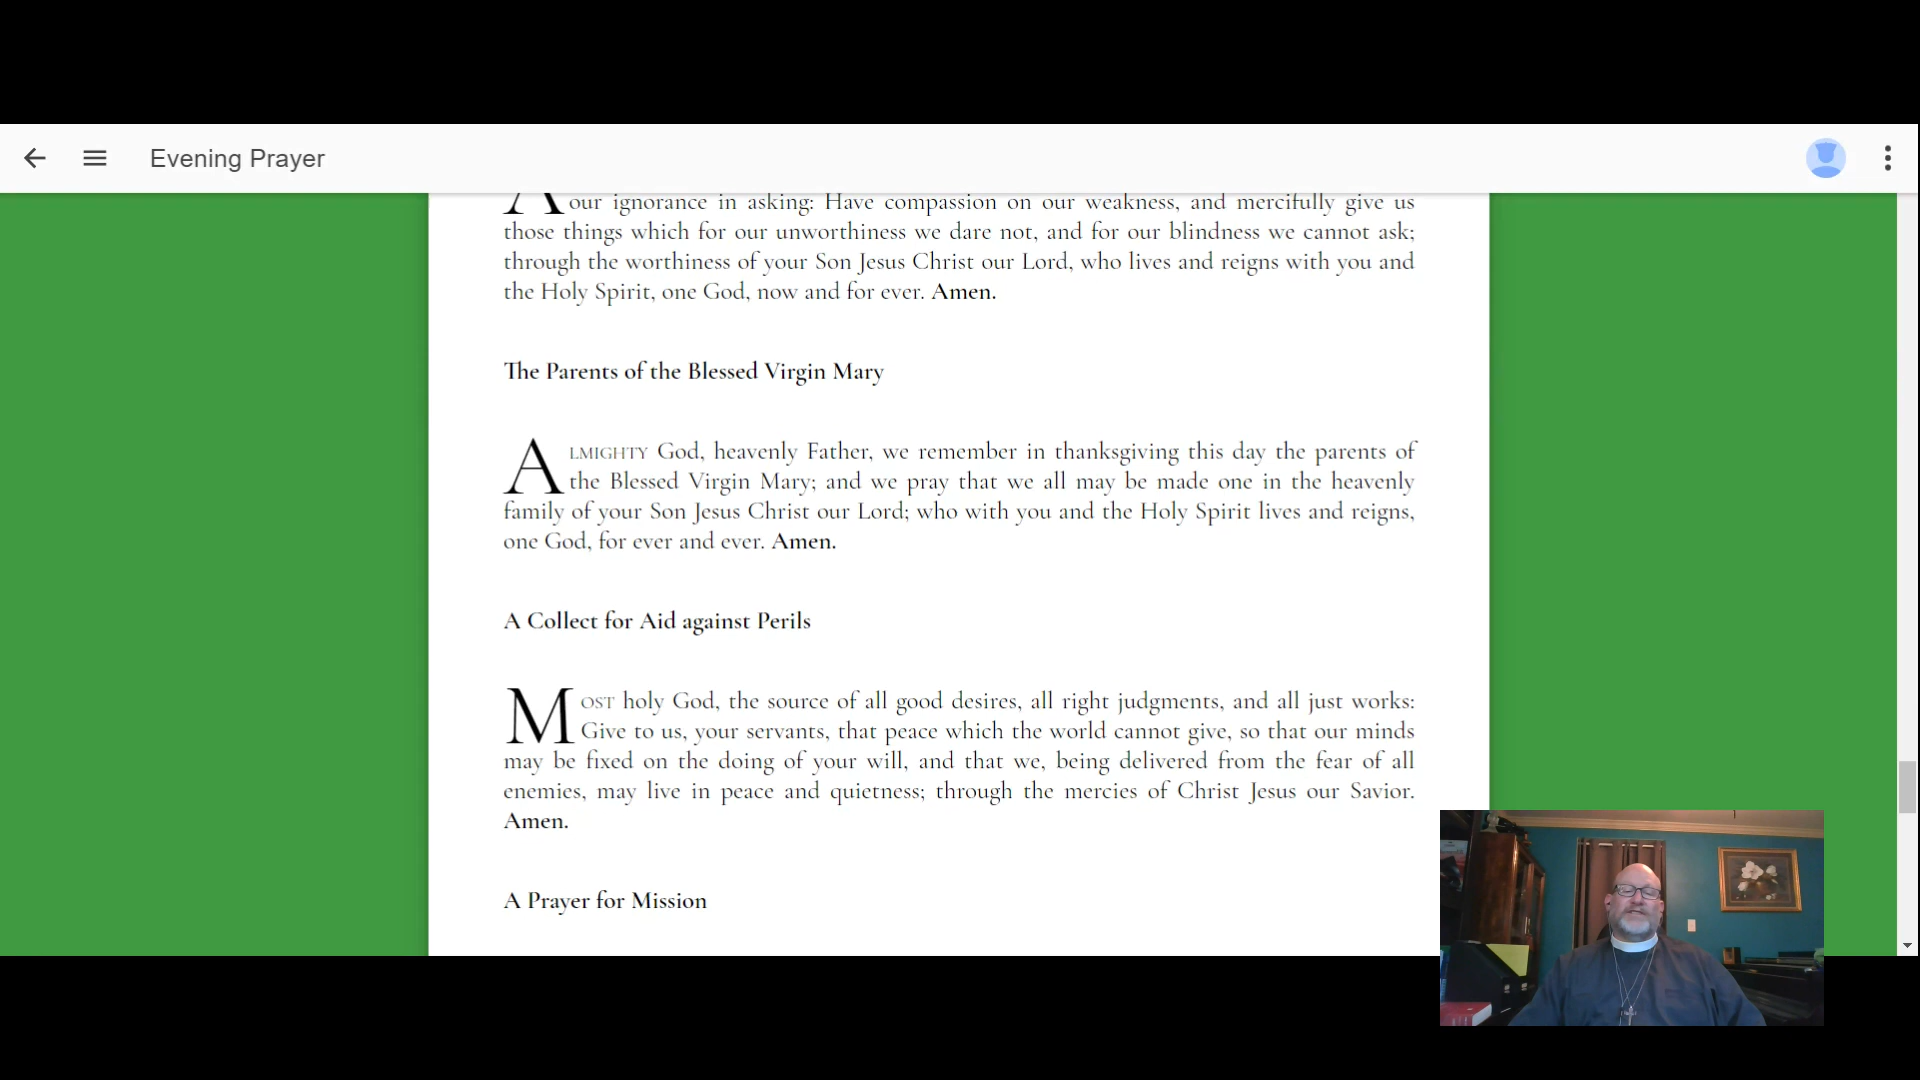 Evening Prayer
A our ignorance in asking: Have compassion on our weakness, and mercifully give us
those things which for our unworthiness we dare not, and for our blindness we cannot ask;
through the worthiness of your Son Jesus Christ our Lord, who lives and reigns with you and
the Holy Spirit, one God, now and for ever. Amen.
The Parents of the Blessed Virgin Mary
ALMIGHTY God, heavenly Father, we remember in thanksgiving this day the parents of
the Blessed Virgin Mary; and we pray that we all may be made one in the heavenly
family of your Son Jesus Christ our Lord; who with you and the Holy Spirit lives and reigns,
one God, for ever and ever. Amen.
A Collect for Aid against Perils
MOST holy God, the source of all good desires, all right judgments, and all just works:
Give to us, your servants, that peace which the world cannot give, so that our minds
may be fixed on the doing of your will, and that we, being delivered from the fear of all
enemies, may live in peace and quietness; through the mercies of Christ Jesus our Savior.
Amen.
A Prayer for Mission